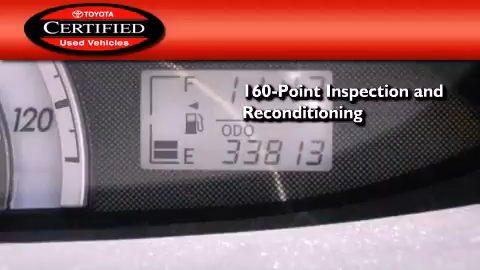 TOYOTA
CERTIFIED
Used Vehicles
160-Point Inspection and
Reconditioning
120
F
ODO
E 33813